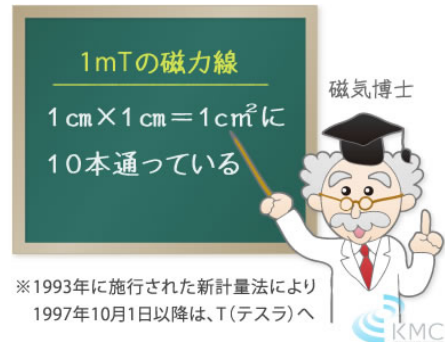 1mTの磁力線
1cm×1cm=1cm²に
10本通っている
磁気博士
※1993年に施行された新計量法により
1997年10月1日以降は、T(テスラ)へ
KMC